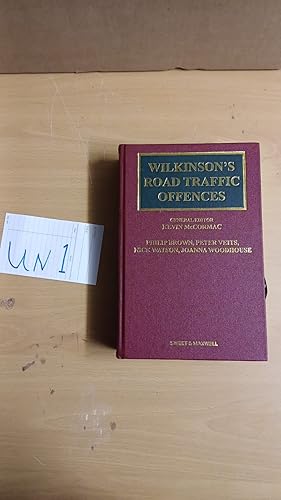 WILKINSON'S
ROAD TRAFFIC
OFFENCES
GENERAL EDITOR
KEVIN McCORMAC
PHILIP BROWN, PETER VEITS,
NICK WATSON, JOANNA WOODHOUSE
SWEET & MAXWELL
UN 1